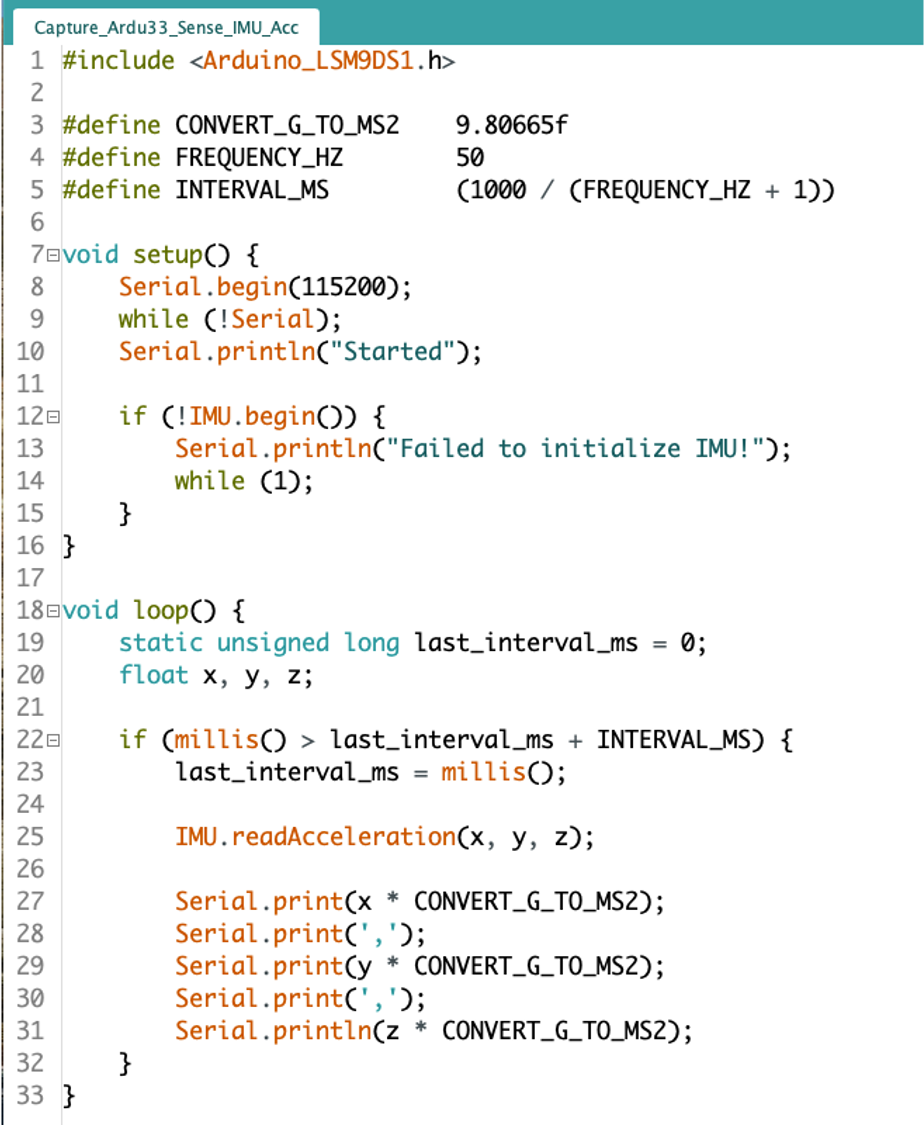 Capture_Ardu33_Sense_IMU_Acc
1 #include <Arduino_LSM9DS1.h>
2
3 #define CONVERT_G_TO_MS2    9.80665f
4 #define FREQUENCY_HZ        50
5 #define INTERVAL_MS         (1000 / (FREQUENCY_HZ + 1))
6
7 void setup() {
8     Serial.begin(115200);
9     while (!Serial);
10     Serial.println("Started");
11
12     if (!IMU.begin()) {
13         Serial.println("Failed to initialize IMU!");
14         while (1);
15     }
16 }
17
18 void loop() {
19     static unsigned long last_interval_ms = 0;
20     float x, y, z;
21
22     if (millis() > last_interval_ms + INTERVAL_MS) {
23         last_interval_ms = millis();
24
25         IMU.readAcceleration(x, y, z);
26
27         Serial.print(x * CONVERT_G_TO_MS2);
28         Serial.print(',');
29         Serial.print(y * CONVERT_G_TO_MS2);
30         Serial.print(',');
31         Serial.println(z * CONVERT_G_TO_MS2);
32     }
33 }